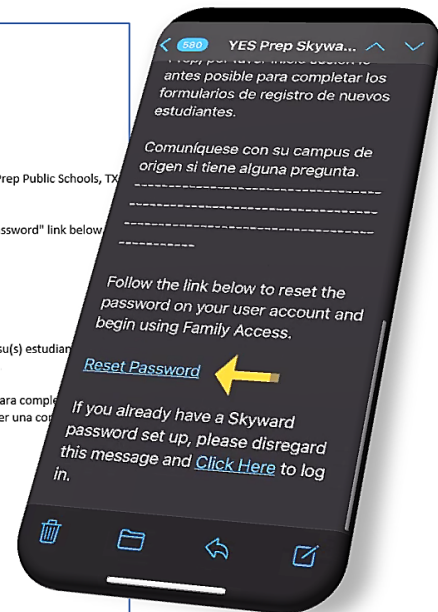 Prep Public Schools, TX
ssword" link below
su(s) estudian
ara comple
er una co
580
YES Prep Skywa...
antes posible para completar los
formularios de registro de nuevos
estudiantes.
Comuníquese con su campus de
origen si tiene alguna pregunta.
-----------------------------------
-----------------------------------
-----------------------------------
-----------
Follow the link below to reset the
password on your user account and
begin using Family Access.
Reset Password
If you already have a Skyward
password set up, please disregard
this message and Click Here to log
in.